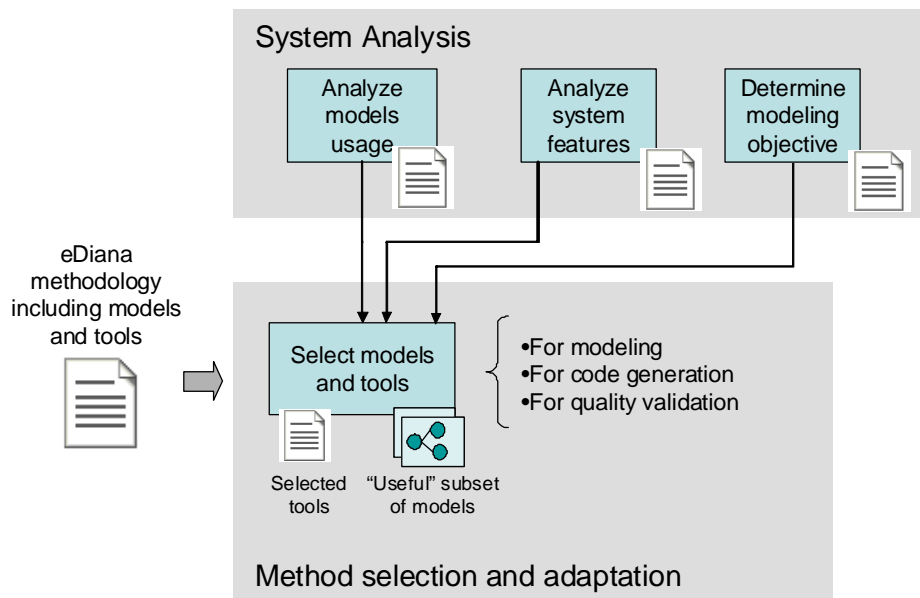 System Analysis
Analyze
models
usage
Analyze
system
features
Determine
modeling
objective
eDiana
methodology
including models
and tools
Select models
and tools
•For modeling
•For code generation
•For quality validation
Selected
tools
“Useful” subset
of models
Method selection and adaptation